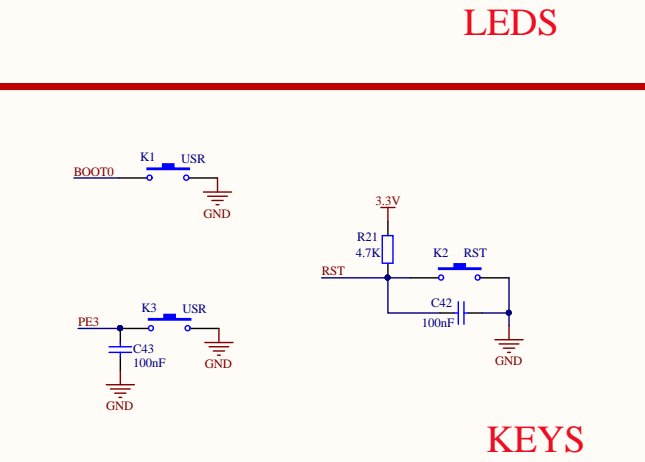 LEDS
K1 USR
BOOT0
GND
3.3V
R21
4.7K
K2 RST
RST
C42
100nF
GND
K3 USR
PE3
C43
100nF
GND
GND
KEYS